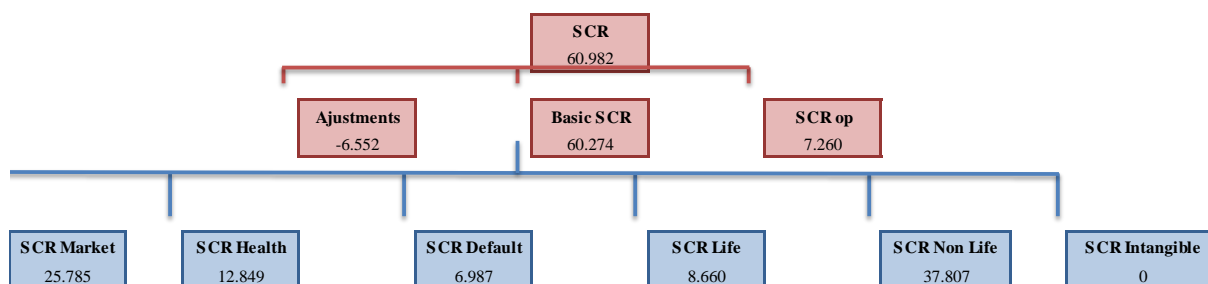 SCR
60.982
Ajustments
-6.552
Basic SCR
60.274
SCR op
7.260
SCR Market
25.785
SCR Health
12.849
SCR Default
6.987
SCR Life
8.660
SCR Non Life
37.807
SCR Intangible
0